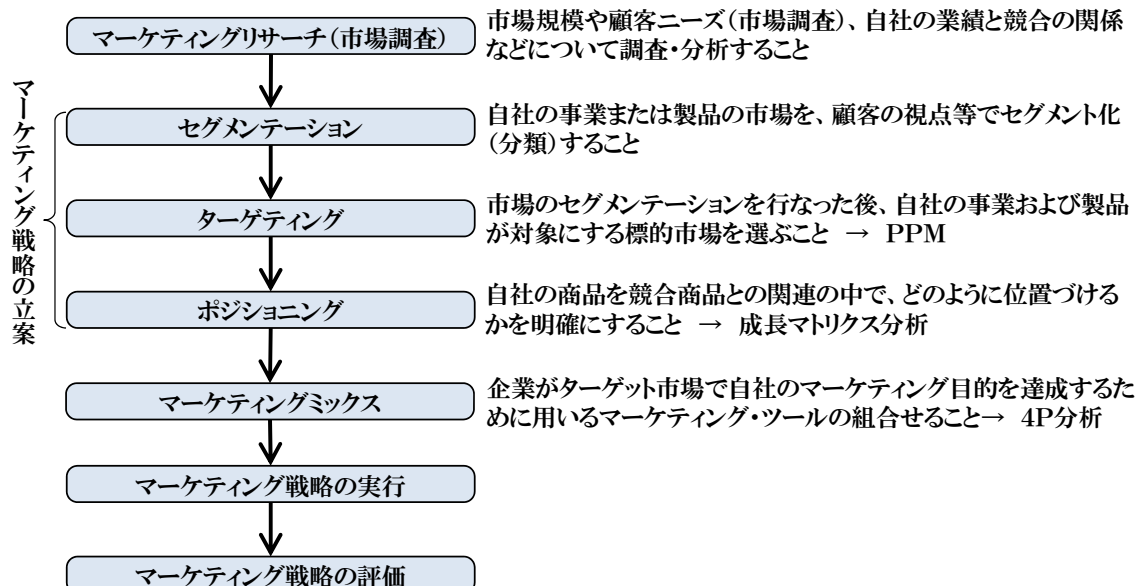 マーケティングリサーチ（市場調査）
市場規模や顧客ニーズ（市場調査）、自社の業績と競合の関係
などについて調査・分析すること
マーケティング戦略の立案
セグメンテーション
自社の事業または製品の市場を、顧客の視点等でセグメント化
（分類）すること
ターゲティング
市場のセグメンテーションを行なった後、自社の事業および製品
が対象にする標的市場を選ぶこと → PPM
ポジショニング
自社の商品を競合商品との関連の中で、どのように位置づける
かを明確にすること → 成長マトリクス分析
マーケティングミックス
企業がターゲット市場で自社のマーケティング目的を達成するた
めに用いるマーケティング・ツールの組合せること→ 4P分析
マーケティング戦略の実行
マーケティング戦略の評価